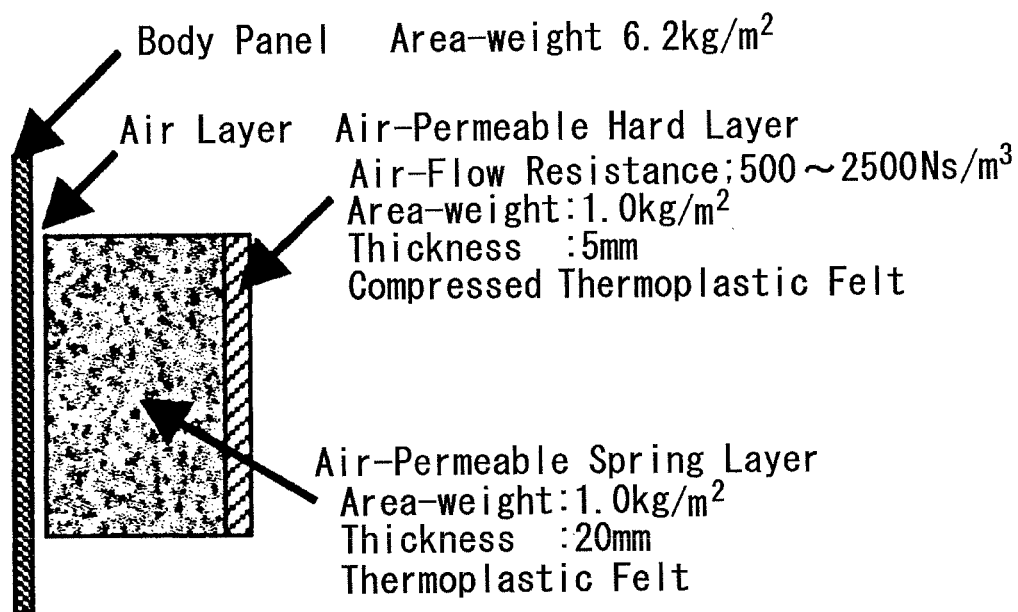 Body Panel Area-weight 6.2kg/m²
Air Layer Air-Permeable Hard Layer
Air-Flow Resistance;500～2500Ns/m³
Area-weight:1.0kg/m²
Thickness :5mm
Compressed Thermoplastic Felt
Air-Permeable Spring Layer
Area-weight:1.0kg/m²
Thickness :20mm
Thermoplastic Felt